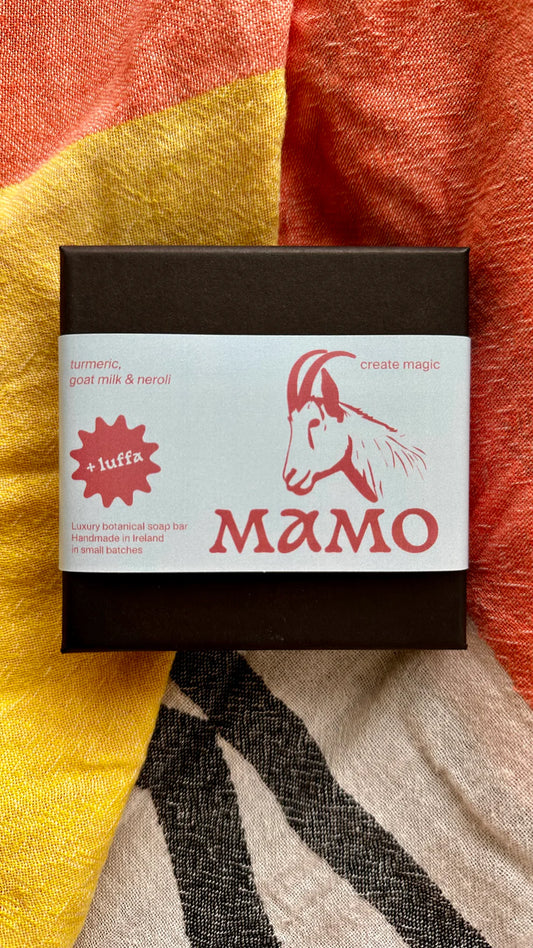 turmeric,
goat milk & neroli
create magic
+ luffa
Luxury botanical soap bar
Handmade in Ireland
in small batches
MaMO